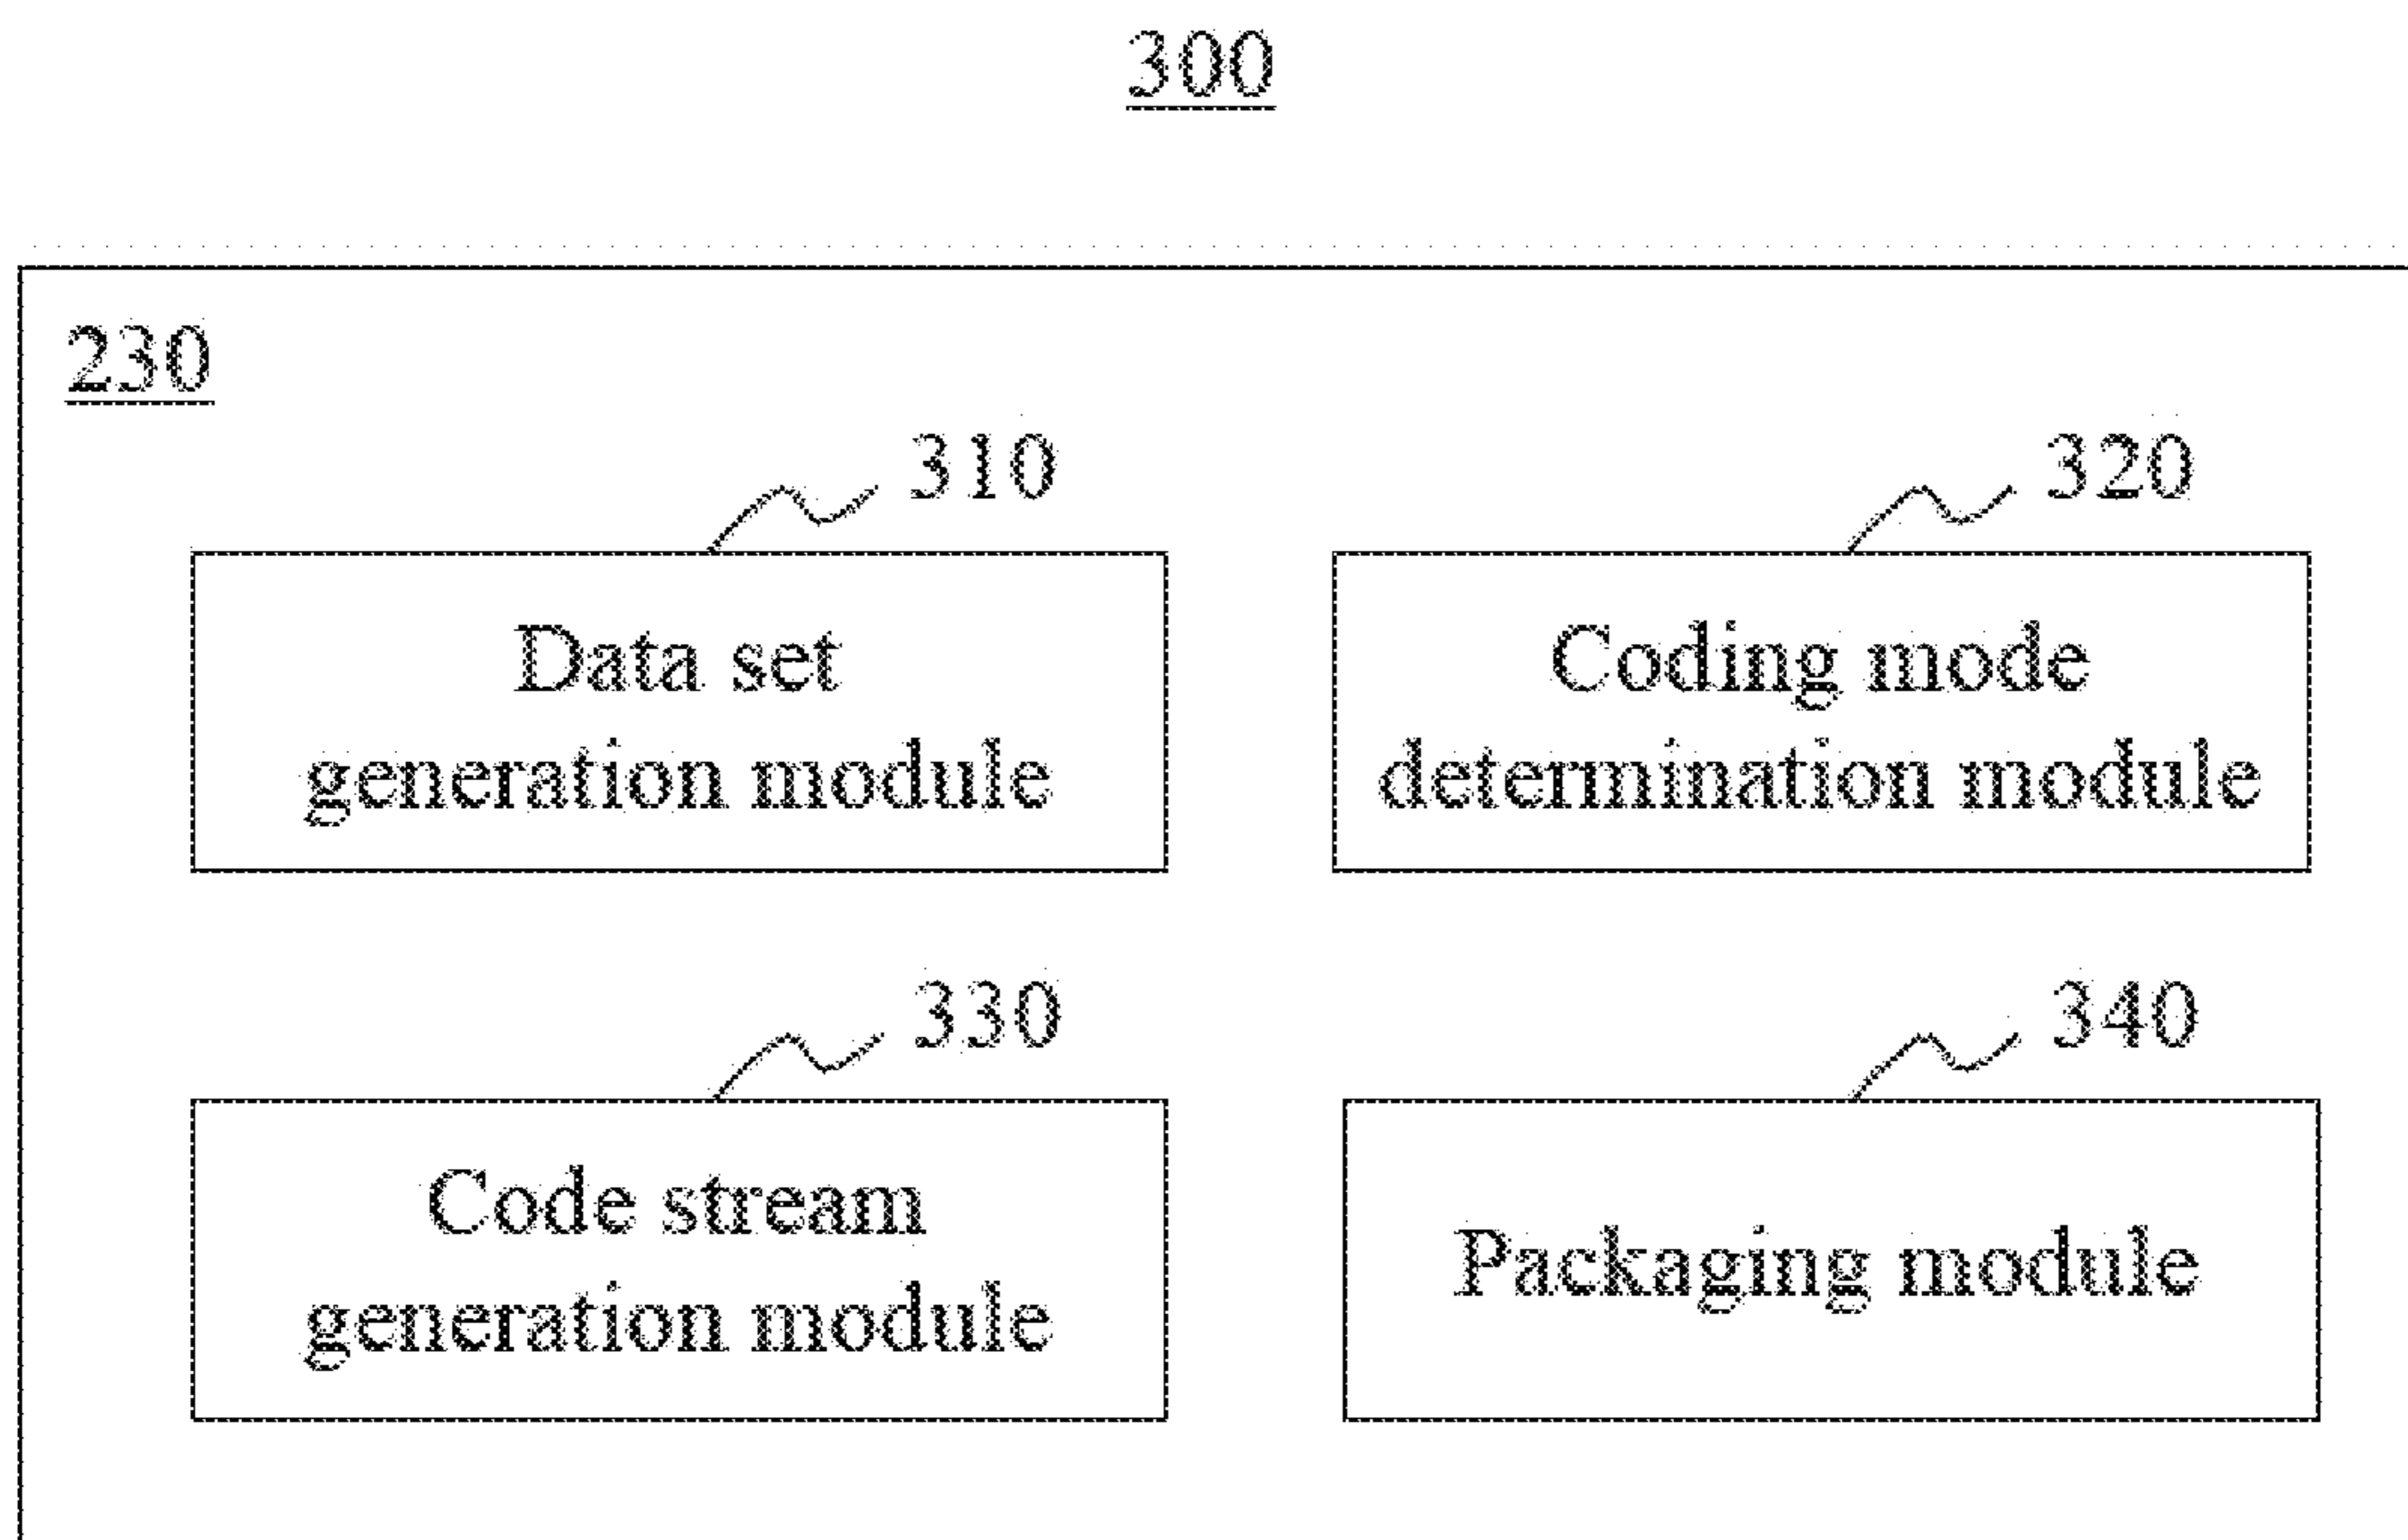 300
230
310
320
Data set
generation module
Coding mode
determination module
330
340
Code stream
generation module
Packaging module